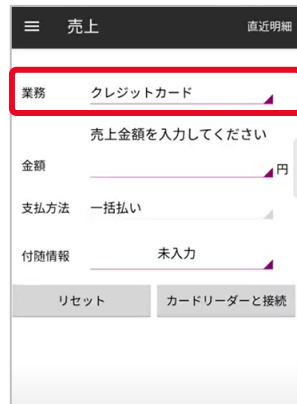 売上 直近明細
業務 クレジットカード
売上金額を入力してください
金額 円
支払方法 一括払い
付随情報 未入力
リセット カードリーダーと接続